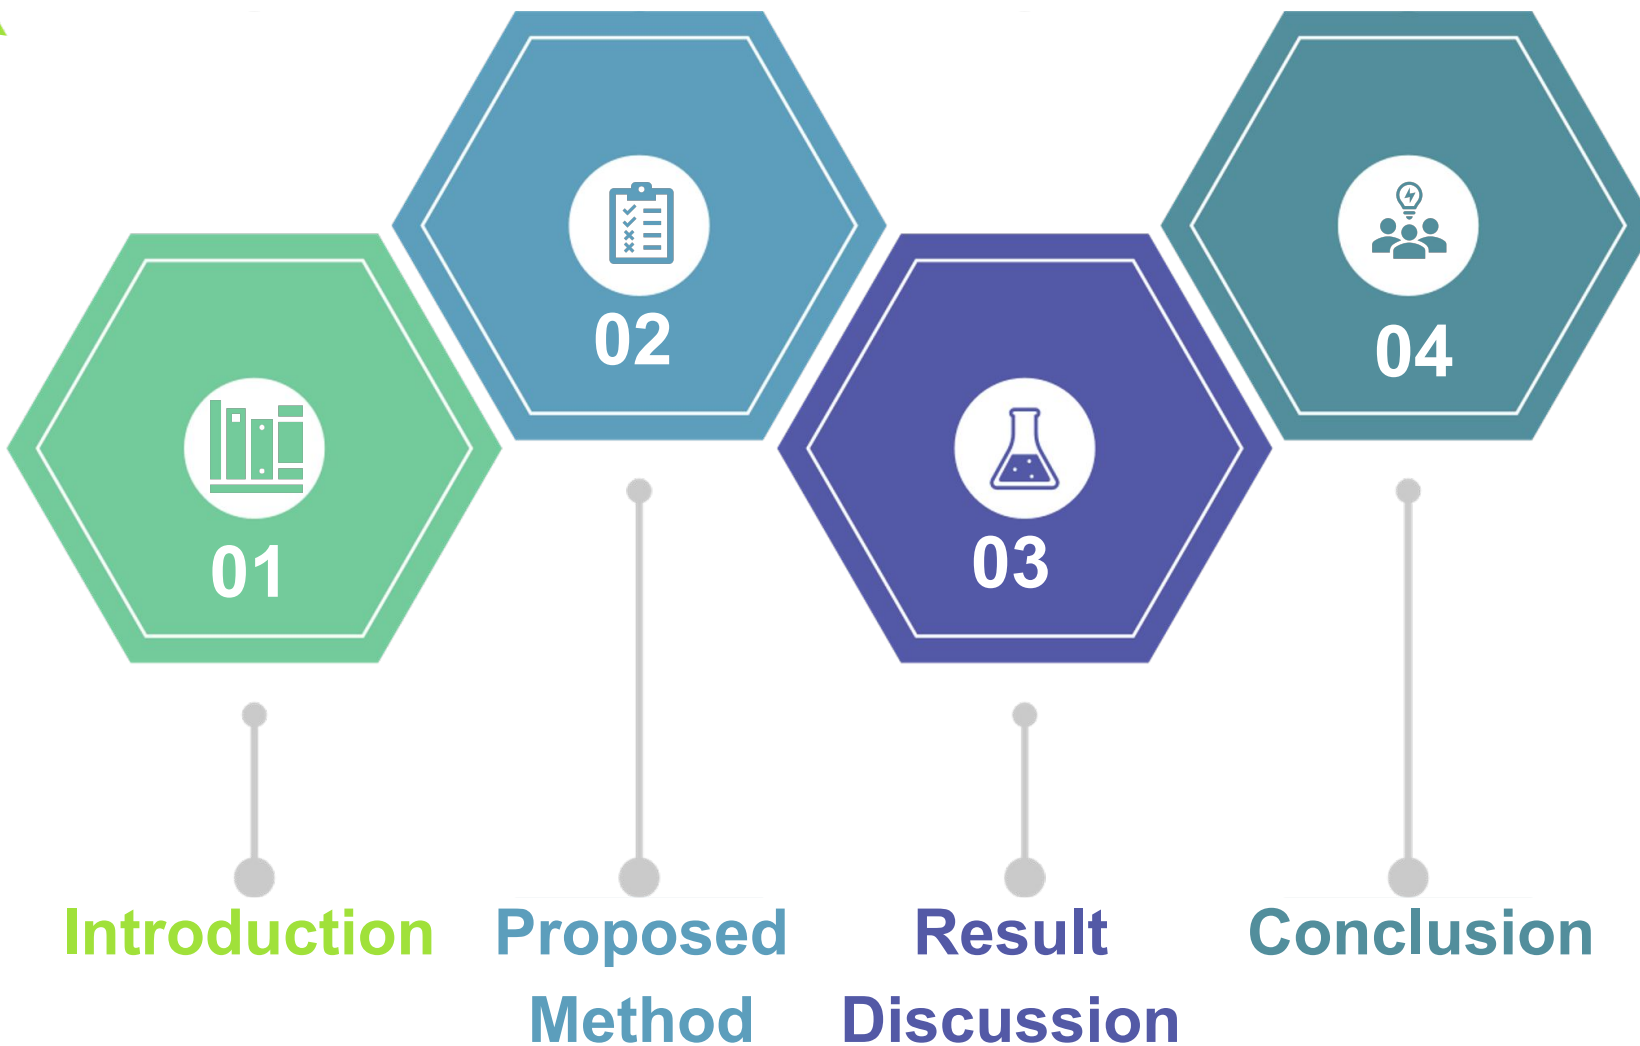 01
02
03
04
Introduction
Proposed
Method
Result
Discussion
Conclusion